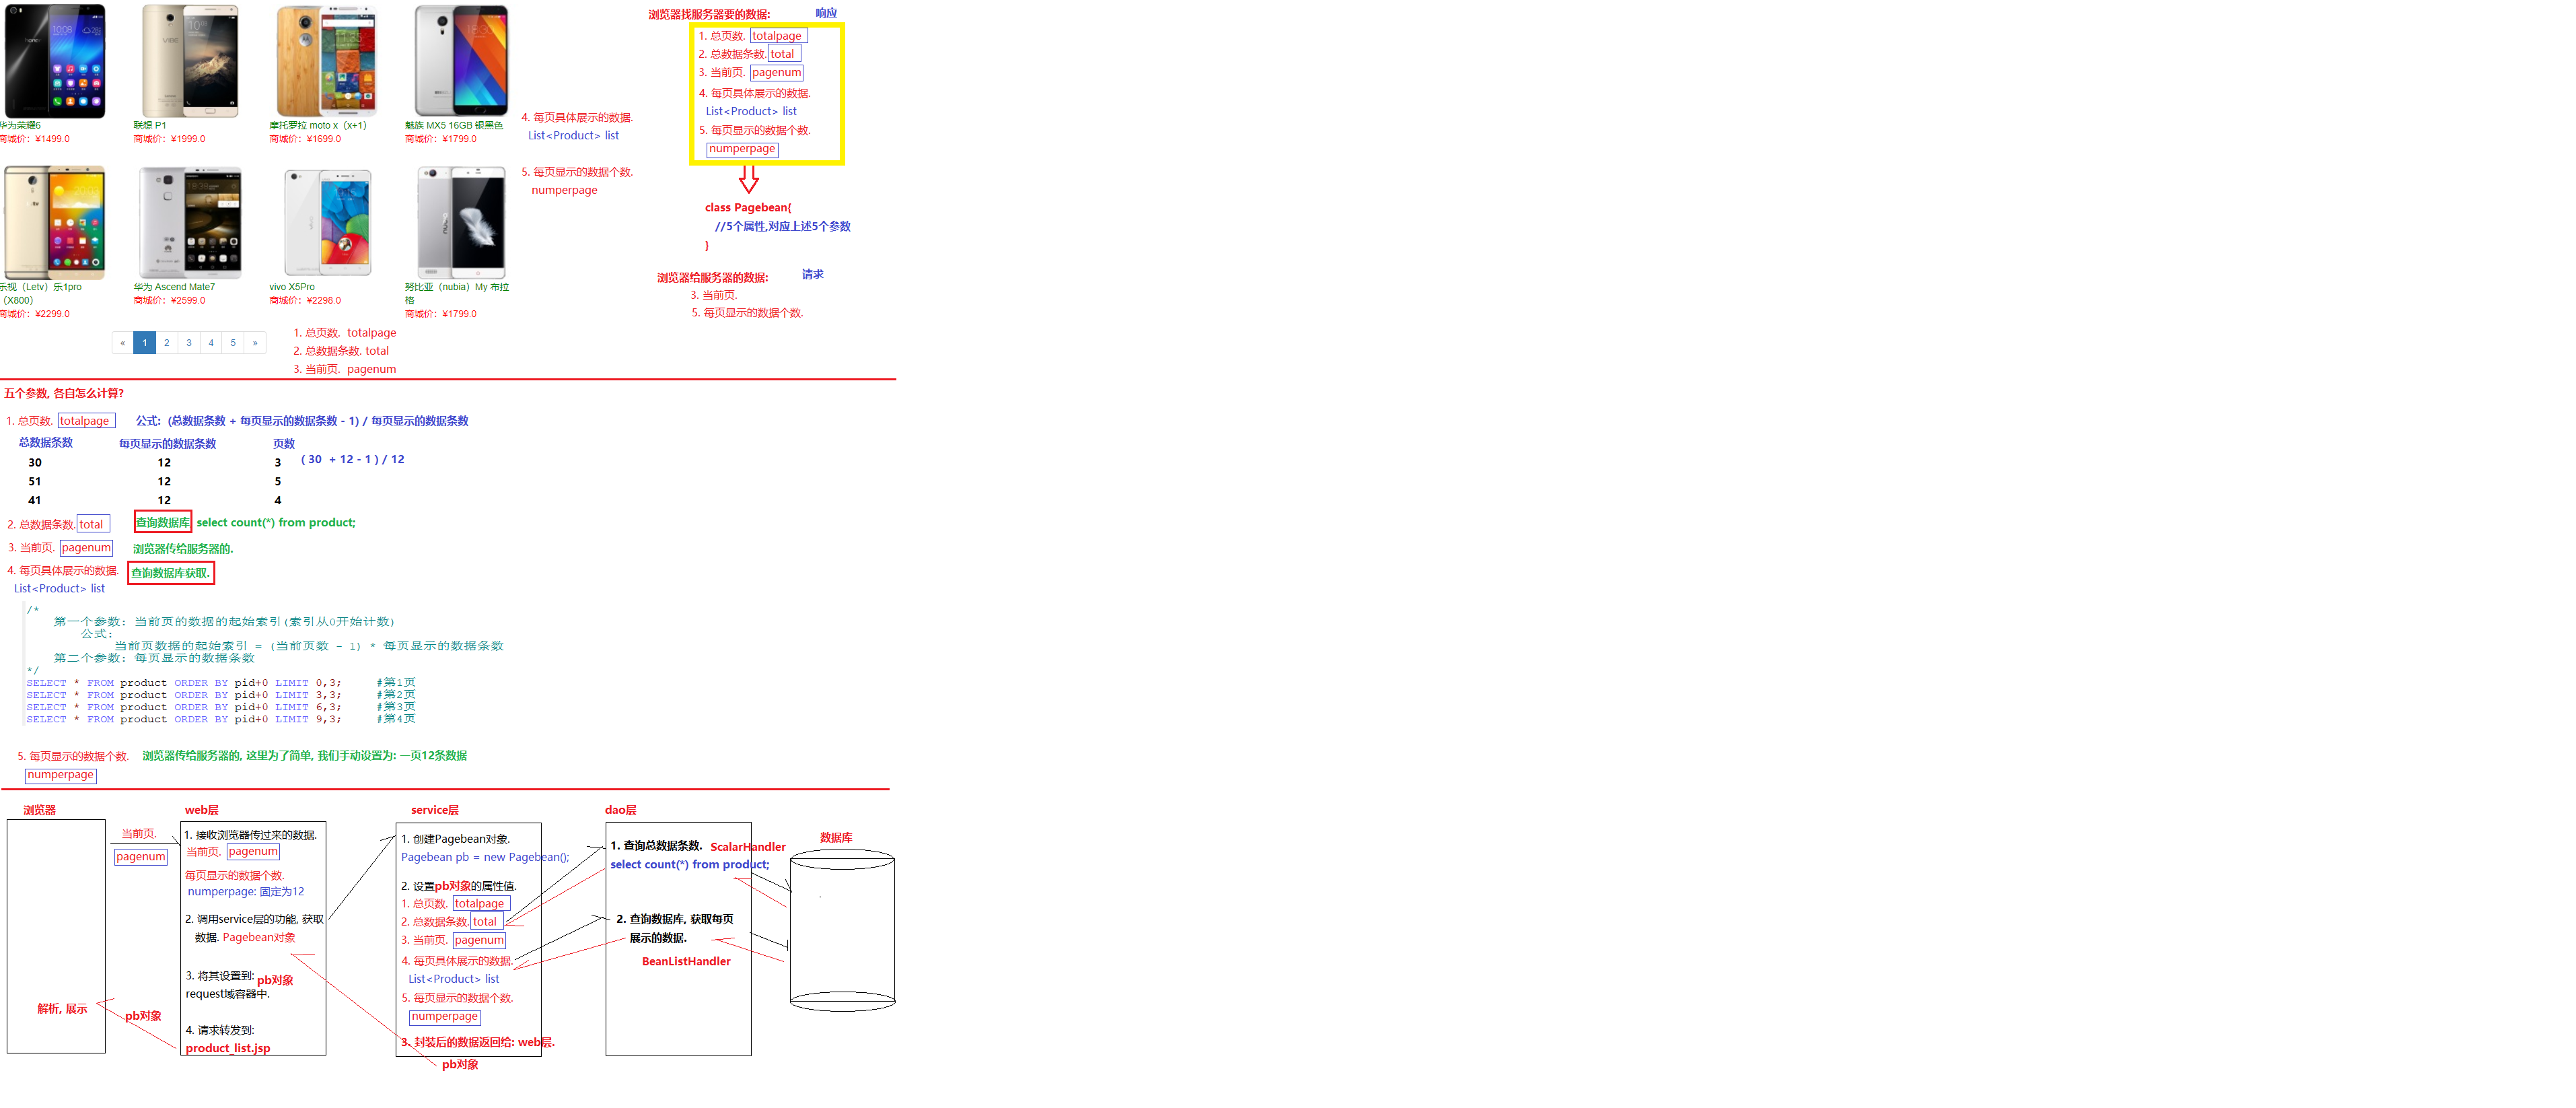 华为荣耀6
商城价：¥1499.0
联想 P1
商城价：¥1999.0
摩托罗拉 moto x（x+1）
商城价：¥1699.0
魅族 MX5 16GB 银黑色
商城价：¥1799.0
乐视（Letv）乐1pro
（X800）
商城价：¥2299.0
华为 Ascend Mate7
商城价：¥2599.0
vivo X5Pro
商城价：¥2298.0
努比亚（nubia）My 布拉
格
商城价：¥1799.0
4. 每页具体展示的数据.
List<Product> list
5. 每页显示的数据个数.
numperpage
« 1 2 3 4 5 »
1. 总页数. totalpage
2. 总数据条数. total
3. 当前页. pagenum
浏览器找服务器要的数据: 响应
1. 总页数. totalpage
2. 总数据条数. total
3. 当前页. pagenum
4. 每页具体展示的数据.
List<Product> list
5. 每页显示的数据个数.
numperpage
class Pagebean{
//5个属性,对应上述5个参数
}
浏览器给服务器的数据: 请求
3. 当前页.
5. 每页显示的数据个数.
五个参数, 各自怎么计算?
1. 总页数. totalpage 公式: (总数据条数 + 每页显示的数据条数 - 1) / 每页显示的数据条数
总数据条数 每页显示的数据条数 页数
30 12 3 ( 30 + 12 - 1 ) / 12
51 12 5
41 12 4
2. 总数据条数. total 查询数据库 select count(*) from product;
3. 当前页. pagenum 浏览器传给服务器的.
4. 每页具体展示的数据. 查询数据库获取.
List<Product> list
/*
第一个参数: 当前页的数据的起始索引(索引从0开始计数)
公式:
当前页数据的起始索引 = (当前页数 - 1) * 每页显示的数据条数
第二个参数: 每页显示的数据条数
*/
SELECT * FROM product ORDER BY pid+0 LIMIT 0,3; #第1页
SELECT * FROM product ORDER BY pid+0 LIMIT 3,3; #第2页
SELECT * FROM product ORDER BY pid+0 LIMIT 6,3; #第3页
SELECT * FROM product ORDER BY pid+0 LIMIT 9,3; #第4页
5. 每页显示的数据个数. 浏览器传给服务器的, 这里为了简单, 我们手动设置为: 一页12条数据
numperpage
浏览器
当前页.
pagenum
解析, 展示
pb对象
web层
1. 接收浏览器传过来的数据.
当前页. pagenum
每页显示的数据个数.
numperpage: 固定为12
2. 调用service层的功能, 获取
数据. Pagebean对象
3. 将其设置到: pb对象
request域容器中.
4. 请求转发到:
product_list.jsp
service层
1. 创建Pagebean对象.
Pagebean pb = new Pagebean();
2. 设置pb对象的属性值.
1. 总页数. totalpage
2. 总数据条数. total
3. 当前页. pagenum
4. 每页具体展示的数据.
List<Product> list
5. 每页显示的数据个数.
numperpage
3. 封装后的数据返回给: web层.
pb对象
dao层
1. 查询总数据条数. ScalarHandler
select count(*) from product;
2. 查询数据库, 获取每页
展示的数据.
BeanListHandler
数据库